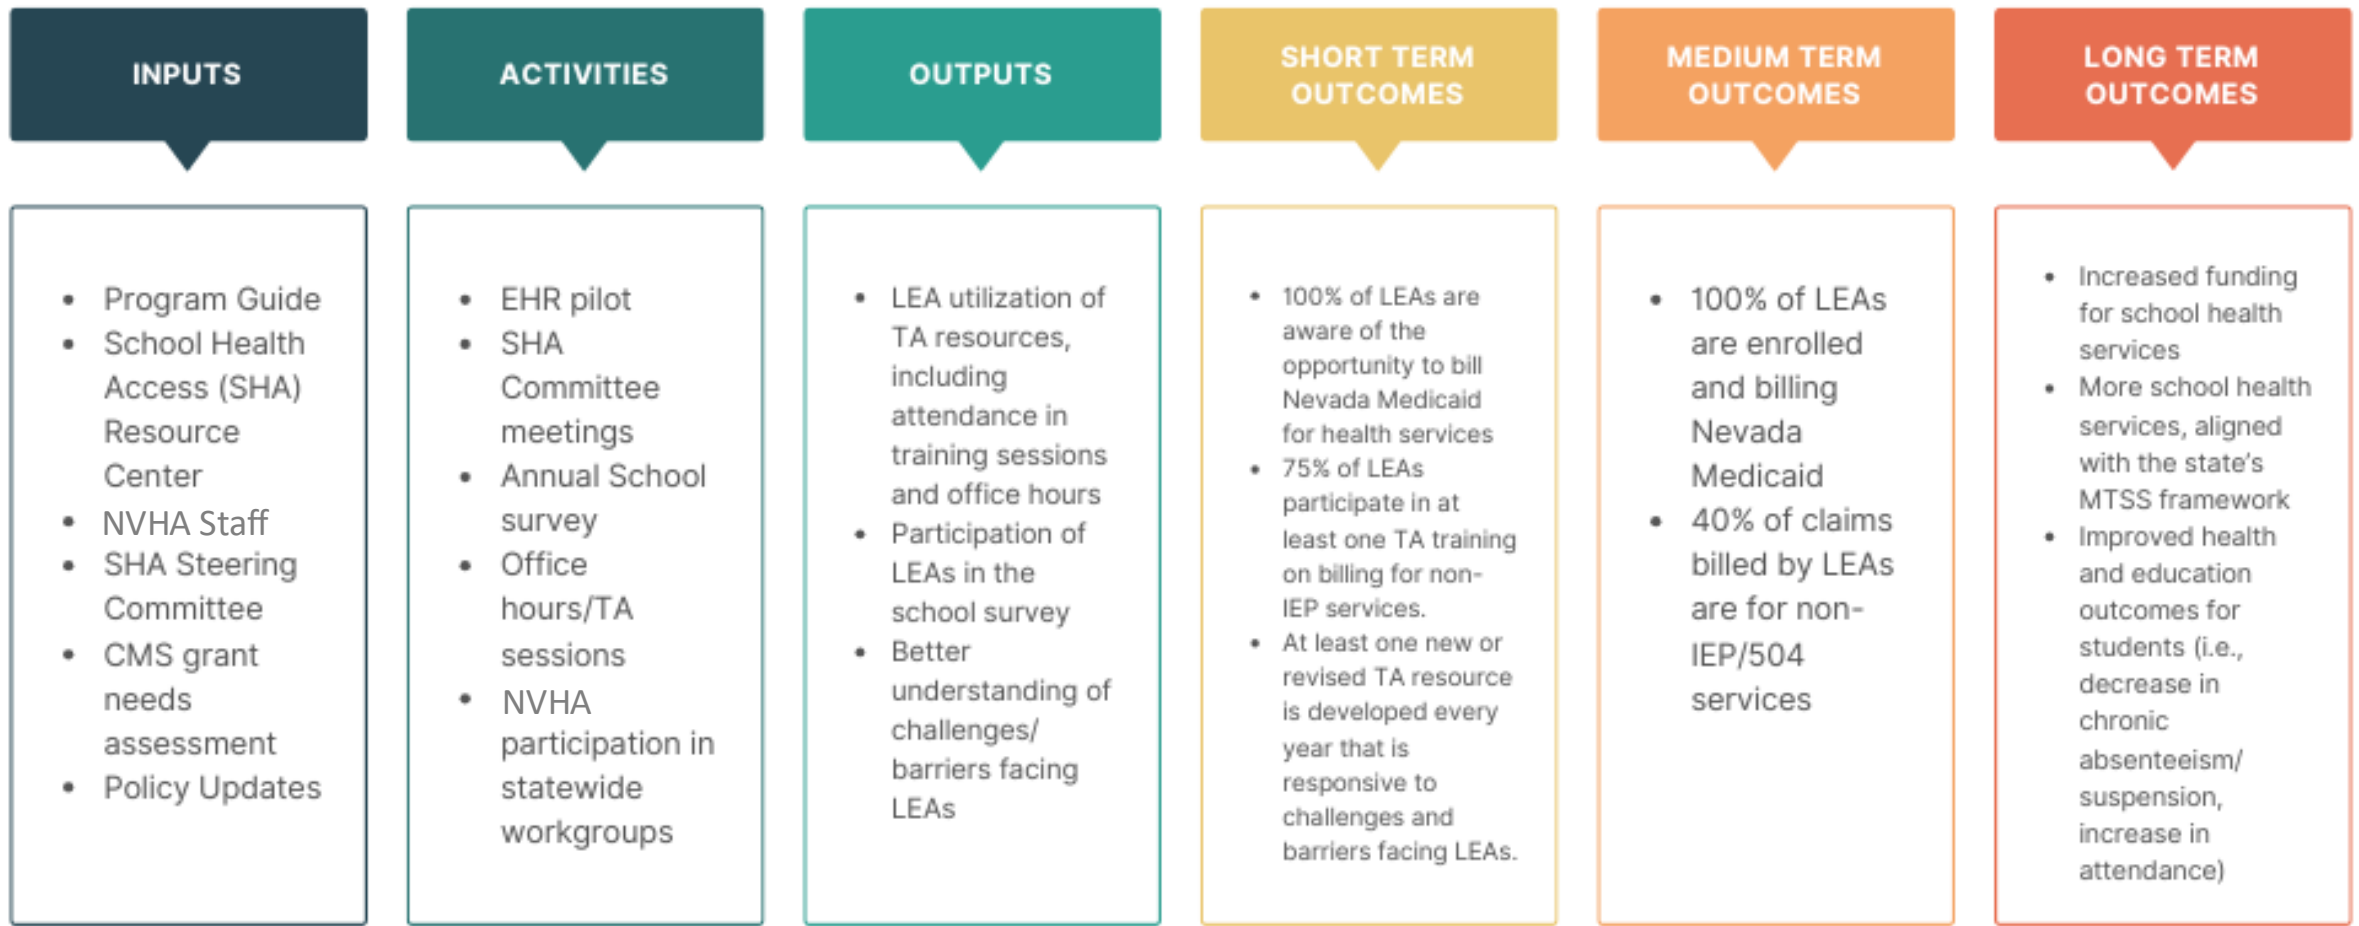 INPUTS
• Program Guide
• School Health
Access (SHA)
Resource
Center
• NVHA Staff
• SHA Steering
Committee
• CMS grant
needs
assessment
• Policy Updates
ACTIVITIES
• EHR pilot
• SHA
Committee
meetings
• Annual School
survey
• Office
hours/TA
sessions
• NVHA
participation in
statewide
workgroups
OUTPUTS
• LEA utilization of
TA resources,
including
attendance in
training sessions
and office hours
• Participation of
LEAs in the
school survey
• Better
understanding of
challenges/
barriers facing
LEAs
SHORT TERM
OUTCOMES
• 100% of LEAs are
aware of the
opportunity to bill
Nevada Medicaid
for health services
• 75% of LEAs
participate in at
least one TA training
on billing for non-
IEP services.
• At least one new or
revised TA resource
is developed every
year that is
responsive to
challenges and
barriers facing LEAs.
MEDIUM TERM
OUTCOMES
• 100% of LEAs
are enrolled
and billing
Nevada
Medicaid
• 40% of claims
billed by LEAs
are for non-
IEP/504
services
LONG TERM
OUTCOMES
• Increased funding
for school health
services
• More school health
services, aligned
with the state's
MTSS framework
• Improved health
and education
outcomes for
students (i.e.,
decrease in
chronic
absenteeism/
suspension,
increase in
attendance)